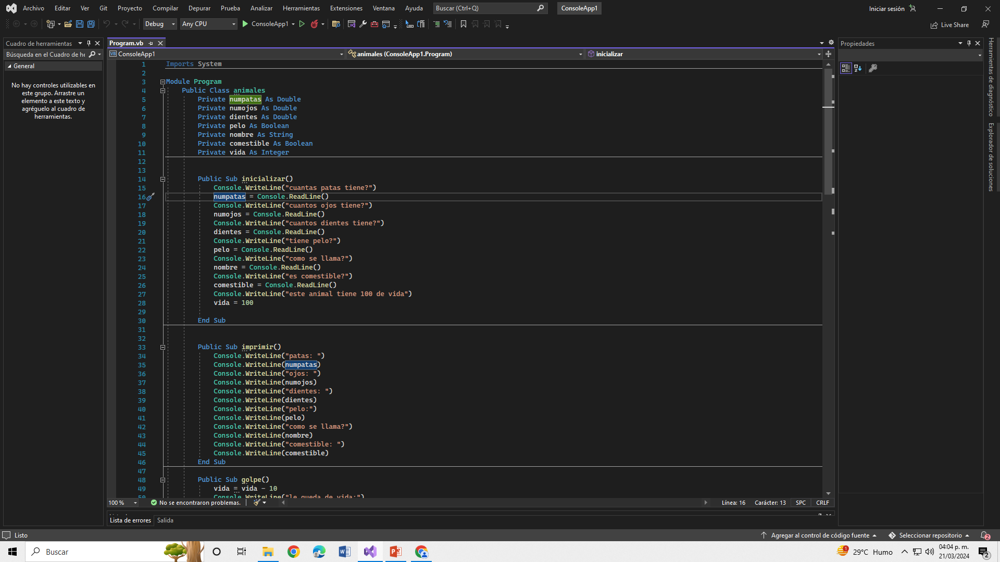 Archivo Editar Ver Git Proyecto Compilar Depurar Prueba Analizar Herramientas Extensiones Ventana Ayuda Buscar (Ctrl+Q) ConsoleApp1 Iniciar sesión
Debug Any CPU ConsoleApp1 Live Share
Cuadro de herramientas
Búsqueda en el Cuadro de he
General
No hay controles utilizables en
este grupo. Arrastre un
elemento a este texto y
agréguelo al cuadro de
herramientas.
Program.vb
VB ConsoleApp1 animales (ConsoleApp1.Program) inicializar
1 Imports System
2
3 Module Program
4 Public Class animales
5 Private numpatas As Double
6 Private numojos As Double
7 Private dientes As Double
8 Private pelo As Boolean
9 Private nombre As String
10 Private comestible As Boolean
11 Private vida As Integer
12
13
14 Public Sub inicializar()
15 Console.WriteLine("cuantas patas tiene?")
16 numpatas = Console.ReadLine()
17 Console.WriteLine("cuantos ojos tiene?")
18 numojos = Console.ReadLine()
19 Console.WriteLine("cuantos dientes tiene?")
20 dientes = Console.ReadLine()
21 Console.WriteLine("tiene pelo?")
22 pelo = Console.ReadLine()
23 Console.WriteLine("como se llama?")
24 nombre = Console.ReadLine()
25 Console.WriteLine("es comestible?")
26 comestible = Console.ReadLine()
27 Console.WriteLine("este animal tiene 100 de vida")
28 vida = 100
29
30 End Sub
31
32
33 Public Sub imprimir()
34 Console.WriteLine("patas: ")
35 Console.WriteLine(numpatas)
36 Console.WriteLine("ojos: ")
37 Console.WriteLine(numojos)
38 Console.WriteLine("dientes: ")
39 Console.WriteLine(dientes)
40 Console.WriteLine("pelo:")
41 Console.WriteLine(pelo)
42 Console.WriteLine("como se llama?")
43 Console.WriteLine(nombre)
44 Console.WriteLine("comestible: ")
45 Console.WriteLine(comestible)
46 End Sub
47
48 Public Sub golpe()
49 vida = vida - 10
50 Console.WriteLine("le queda de vida:")
100 % No se encontraron problemas. Línea: 16 Carácter: 13 SPC CRLF
Lista de errores Salida
Propiedades
Herramientas de diagnóstico
Explorador de soluciones
Listo Agregar al control de código fuente Seleccionar repositorio 2
Buscar 29°C Humo 04:04 p. m.
21/03/2024 2